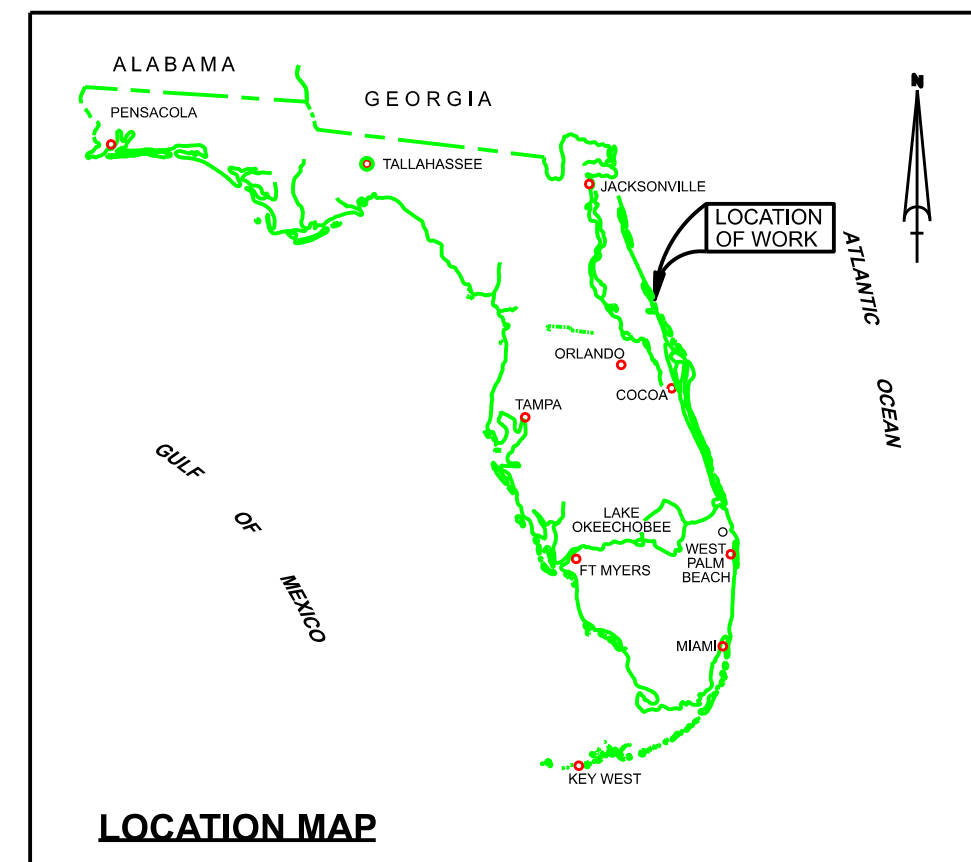 ALABAMA
GEORGIA
N
PENSACOLA
TALLAHASSEE
JACKSONVILLE
LOCATION
OF WORK
ATLANTIC
OCEAN
ORLANDO
COCOA
TAMPA
GULF
OF
MEXICO
LAKE
OKEECHOBEE
WEST
PALM
BEACH
FT MYERS
MIAMI
KEY WEST
LOCATION MAP